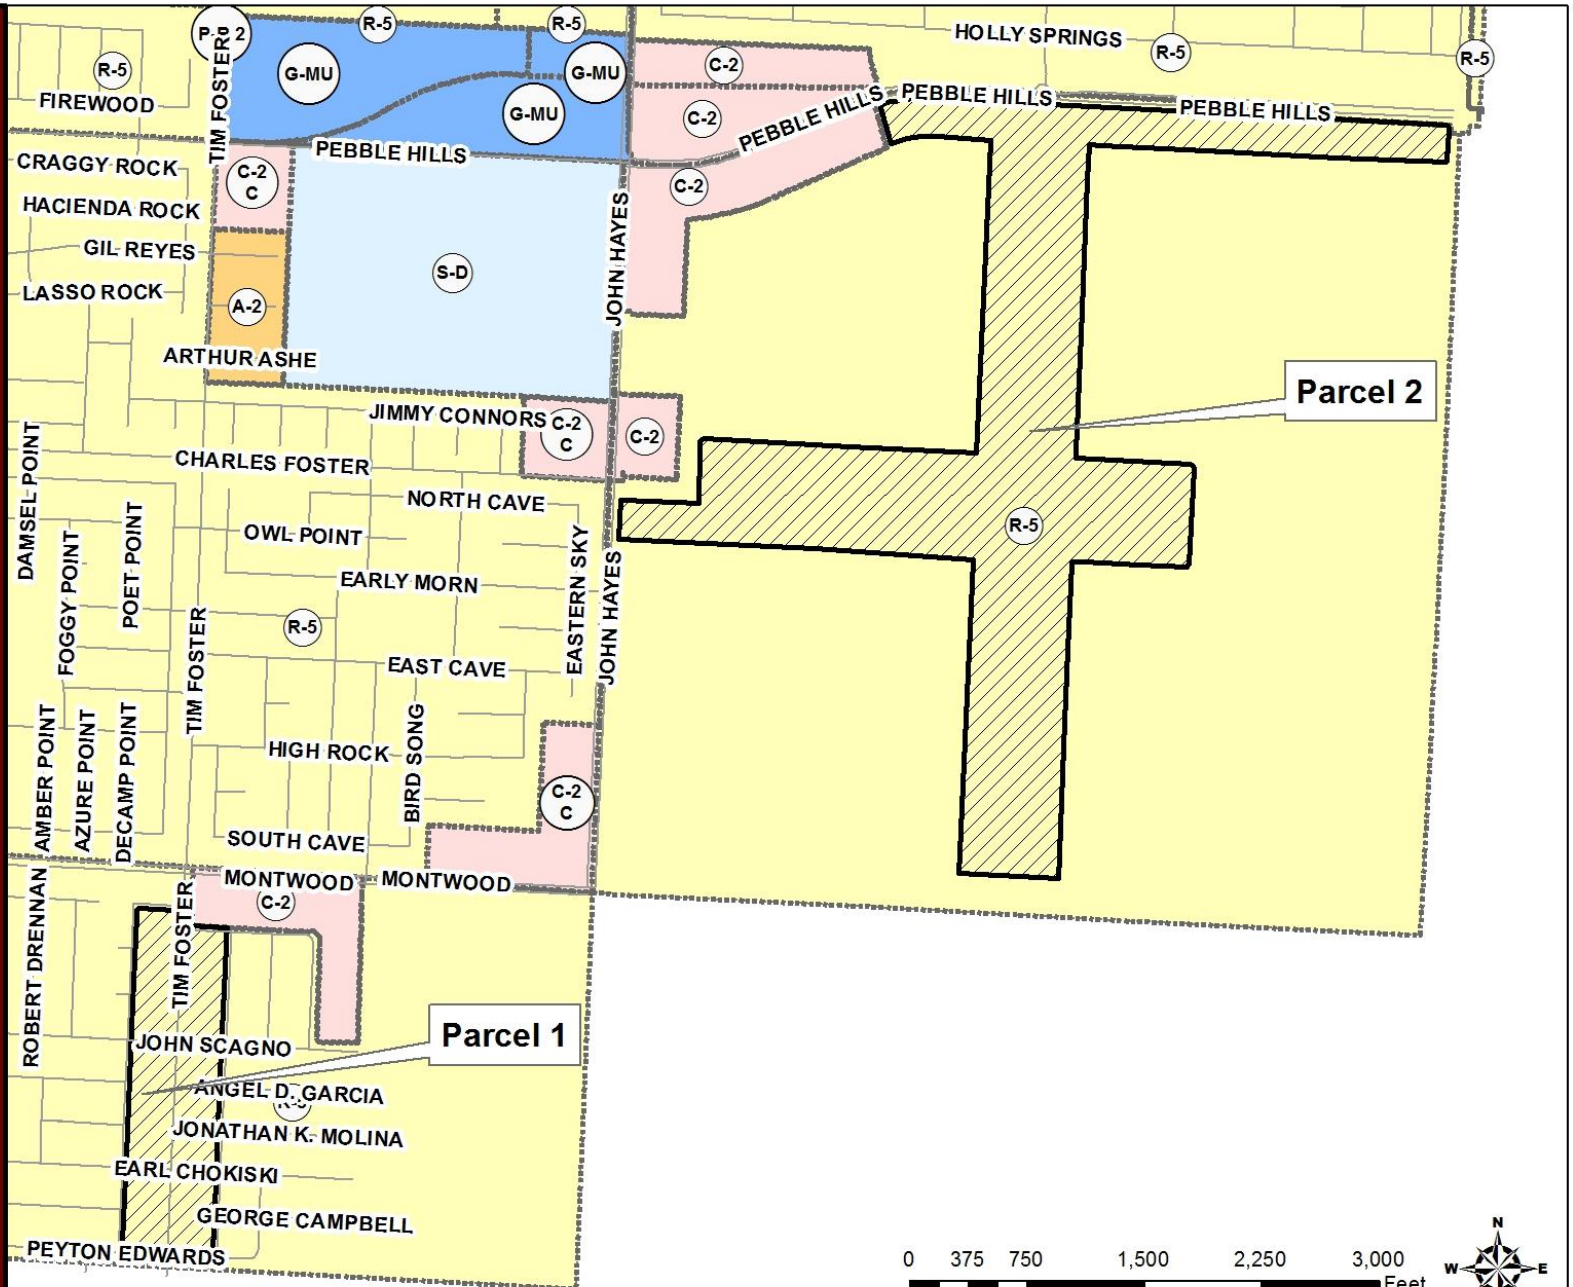 R-5
R-5
HOLLY SPRINGS
R-5
R-5
R-5
TIM FOSTER
G-MU
G-MU
C-2
FIREWOOD
G-MU
C-2
PEBBLE HILLS
PEBBLE HILLS
PEBBLE HILLS
PEBBLE HILLS
CRAGGY ROCK
C-2
C
C-2
HACIENDA ROCK
GIL REYES
JOHN HAYES
S-D
LASSO ROCK
A-2
ARTHUR ASHE
Parcel 2
JIMMY CONNORS
C-2
C
C-2
DAMSEL POINT
CHARLES FOSTER
NORTH CAVE
OWL POINT
R-5
FOGGY POINT
POET POINT
EARLY MORN
EASTERN SKY
JOHN HAYES
R-5
TIM FOSTER
EAST CAVE
AMBER POINT
AZURE POINT
DECAMP POINT
HIGH ROCK
BIRD SONG
C-2
C
SOUTH CAVE
MONTWOOD
MONTWOOD
C-2
ROBERT DRENNAN
TIM FOSTER
Parcel 1
JOHN SCAGNO
ANGEL D. GARCIA
JONATHAN K. MOLINA
EARL CHOKISKI
GEORGE CAMPBELL
PEYTON EDWARDS
0 375 750 1,500 2,250 3,000
Feet
N
W
E